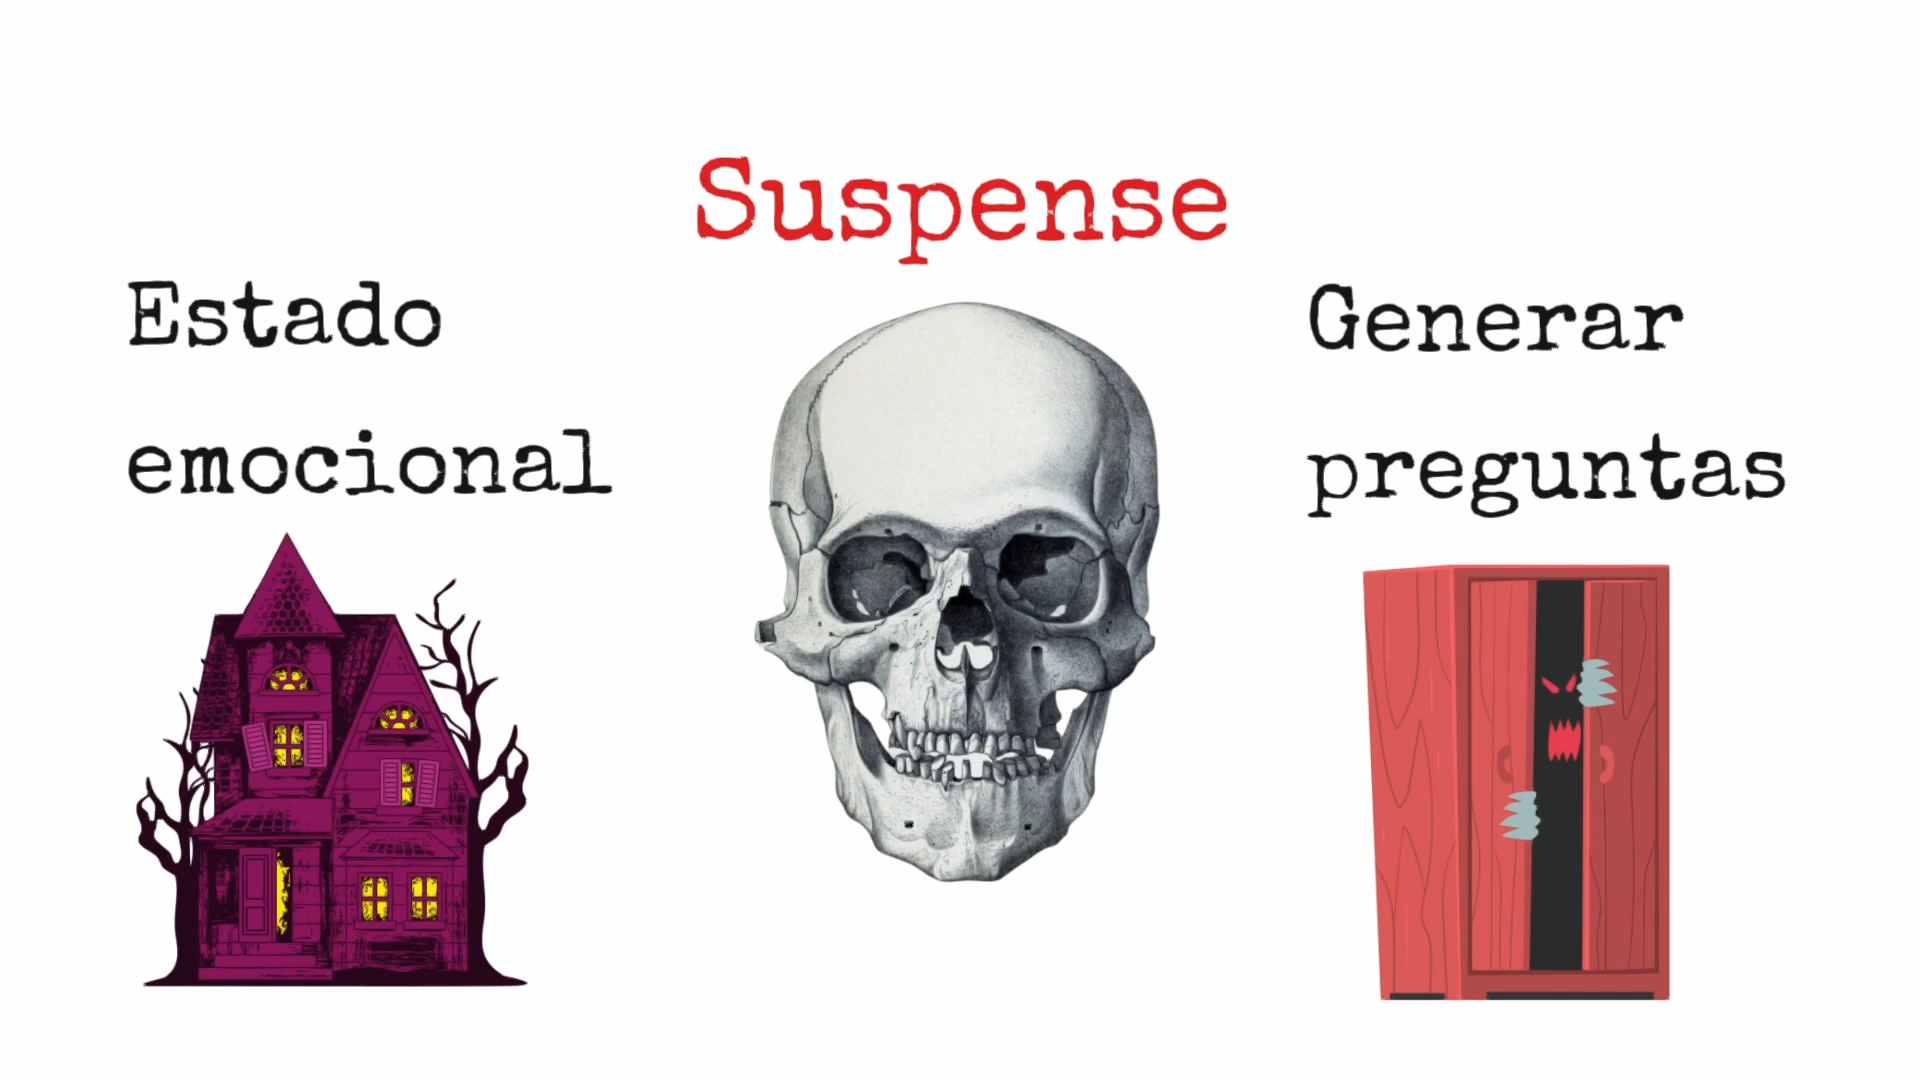 Suspense
Estado
emocional
Generar
preguntas